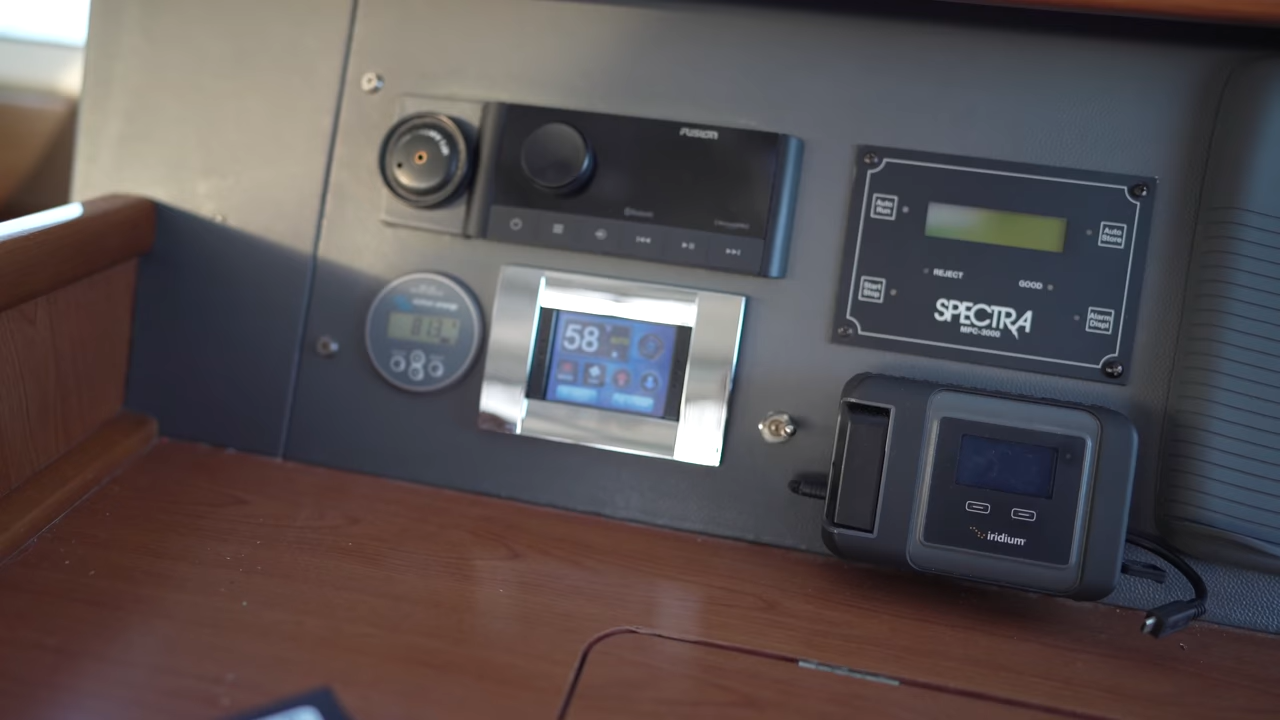 FUSION
Auto
Run
Auto
Store
REJECT
GOOD
Start
Stop
SPECTRA
MPC-3000
Alarm
Displ
58
iridium